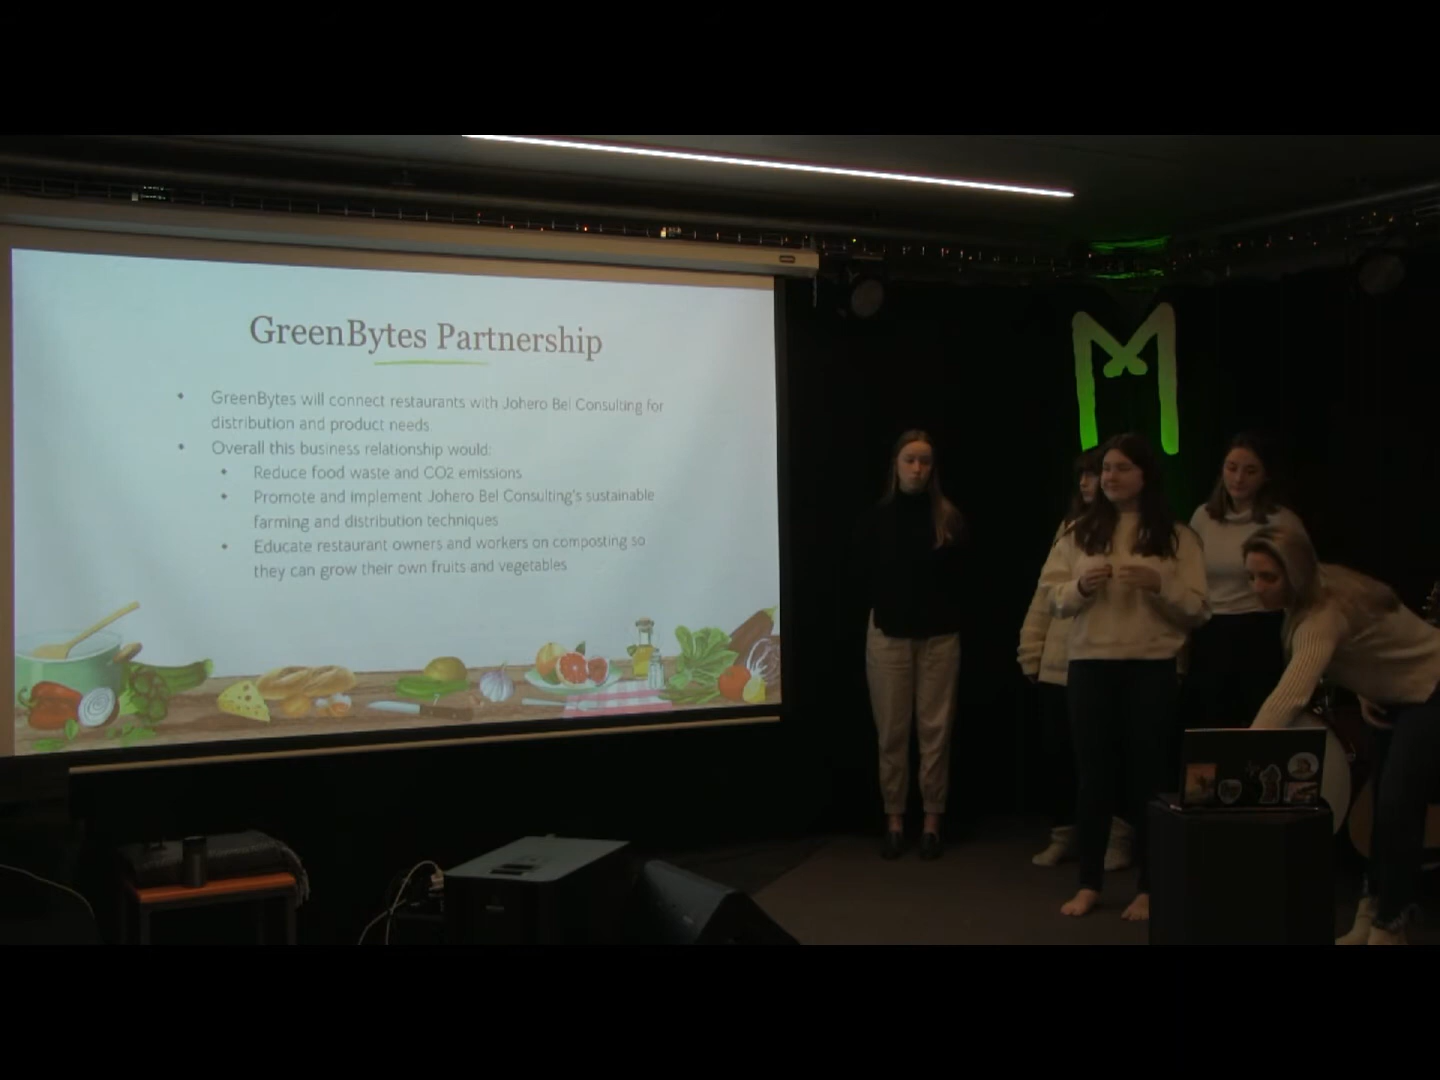 GreenBytes Partnership
• GreenBytes will connect restaurants with Johero Bel Consulting for
distribution and product needs
• Overall this business relationship would:
• Reduce food waste and CO2 emissions
• Promote and implement Johero Bel Consulting's sustainable
farming and distribution techniques
• Educate restaurant owners and workers on composting so
they can grow their own fruits and vegetables
M